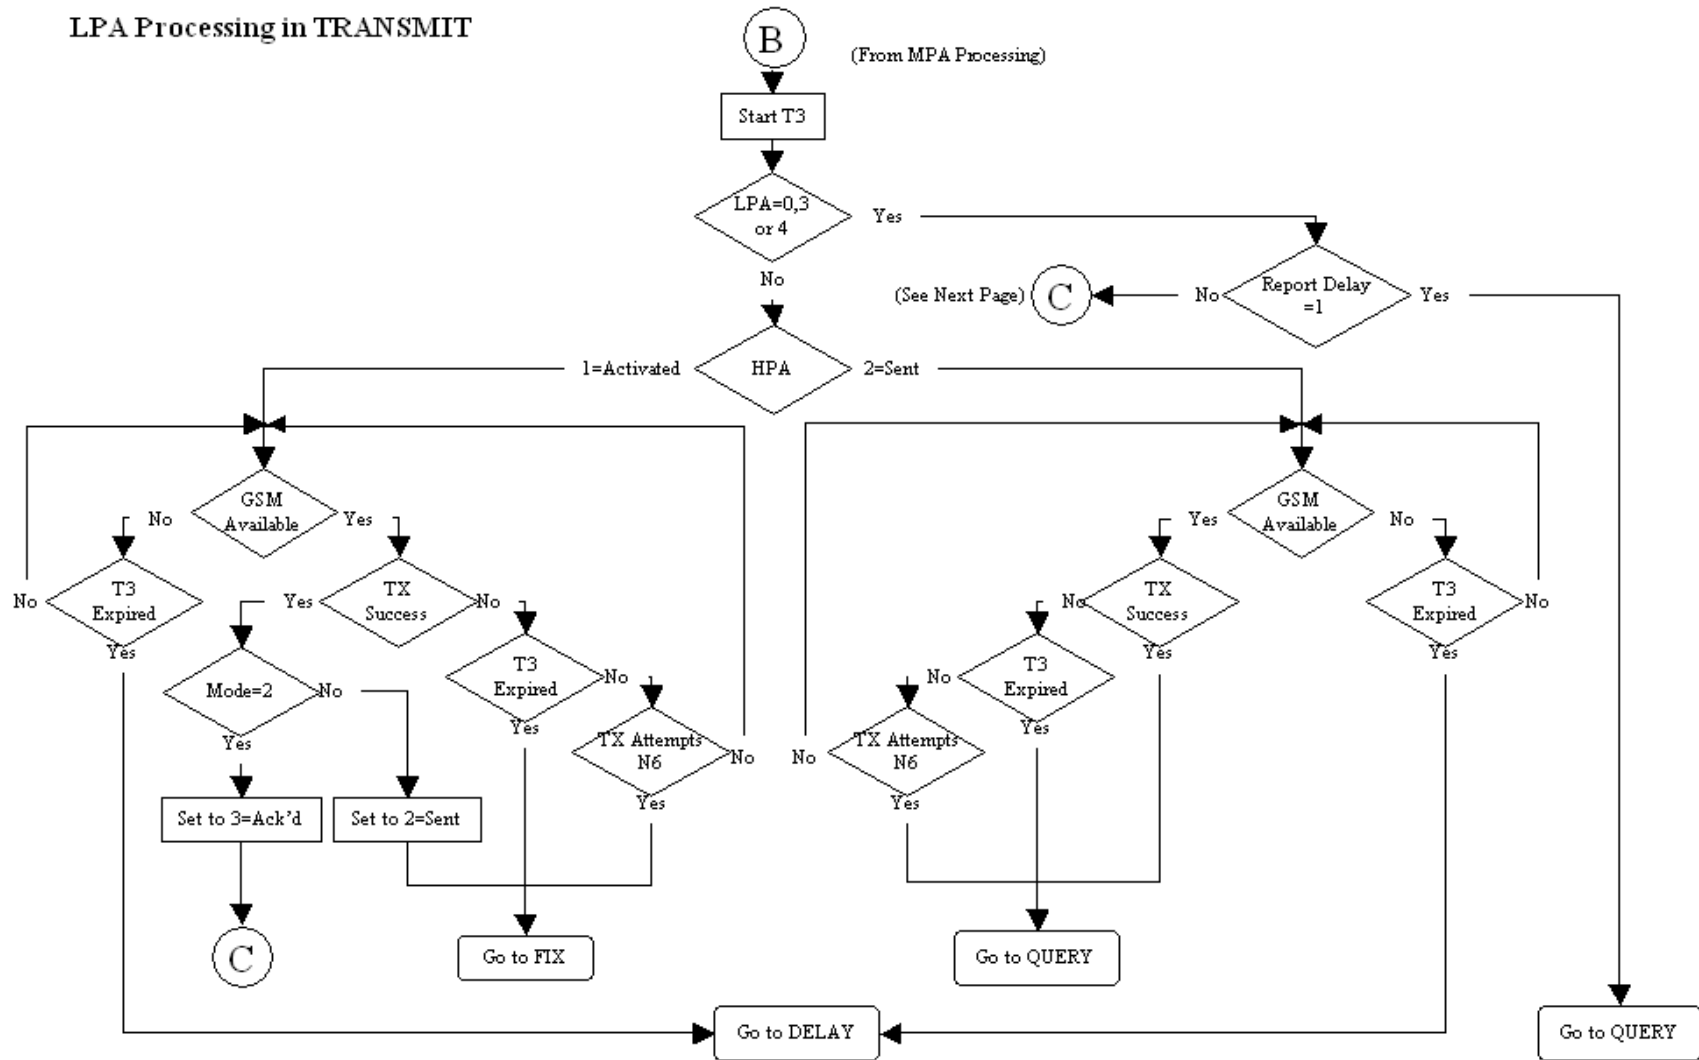 LPA Processing in TRANSMIT
B
(From MPA Processing)
Start T3
LPA=0,3
or 4
Yes
No
(See Next Page)
C
No
Report Delay
=1
Yes
1=Activated
HPA
2=Sent
GSM
Available
No
Yes
GSM
Available
Yes
No
No
T3
Expired
Yes
Yes
TX
Success
No
No
TX
Success
Yes
T3
Expired
No
Yes
Mode=2
No
Yes
T3
Expired
No
Yes
No
T3
Expired
Yes
TX Attempts
N6
No
Yes
No
TX Attempts
N6
Yes
Set to 3=Ack'd
Set to 2=Sent
C
Go to FIX
Go to QUERY
Go to DELAY
Go to QUERY